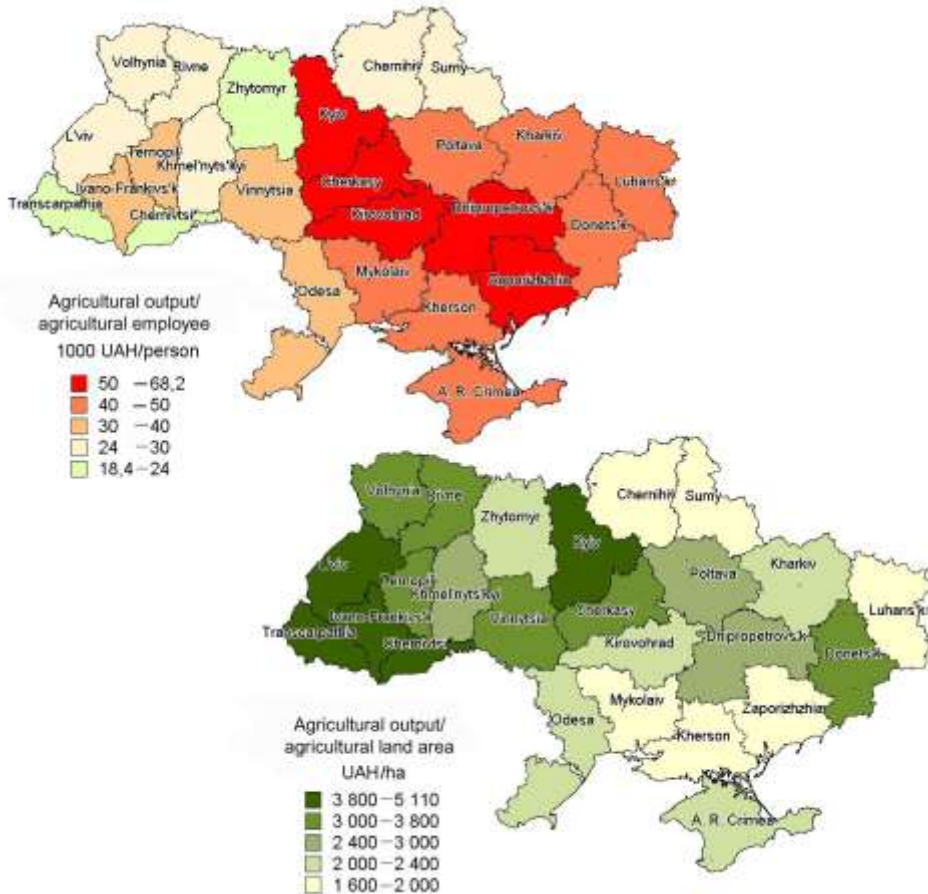 Volhynia
Rivne
Zhytomyr
Chernihiv
Sumy
Kyiv
L'viv
Ternopil'
Khmel'nyts'kyi
Poltava
Kharkiv
Luhans'k
Ivano-Frankivs'k
Vinnytsia
Cherkasy
Transcarpathia
Chernivtsi
Kirovohrad
Dnipropetrovs'k
Donets'k
Mykolaiv
Zaporizhzhia
Odesa
Kherson
A. R. Crimea
Agricultural output/
agricultural employee
1000 UAH/person
50 – 68,2
40 – 50
30 – 40
24 – 30
18,4 – 24
Volhynia
Rivne
Zhytomyr
Chernihiv
Sumy
Kyiv
L'viv
Ternopil'
Khmel'nyts'kyi
Poltava
Kharkiv
Luhans'k
Ivano-Frankivs'k
Vinnytsia
Cherkasy
Transcarpathia
Chernivtsi
Kirovohrad
Dnipropetrovs'k
Donets'k
Mykolaiv
Zaporizhzhia
Odesa
Kherson
A. R. Crimea
Agricultural output/
agricultural land area
UAH/ha
3 800 – 5 110
3 000 – 3 800
2 400 – 3 000
2 000 – 2 400
1 600 – 2 000